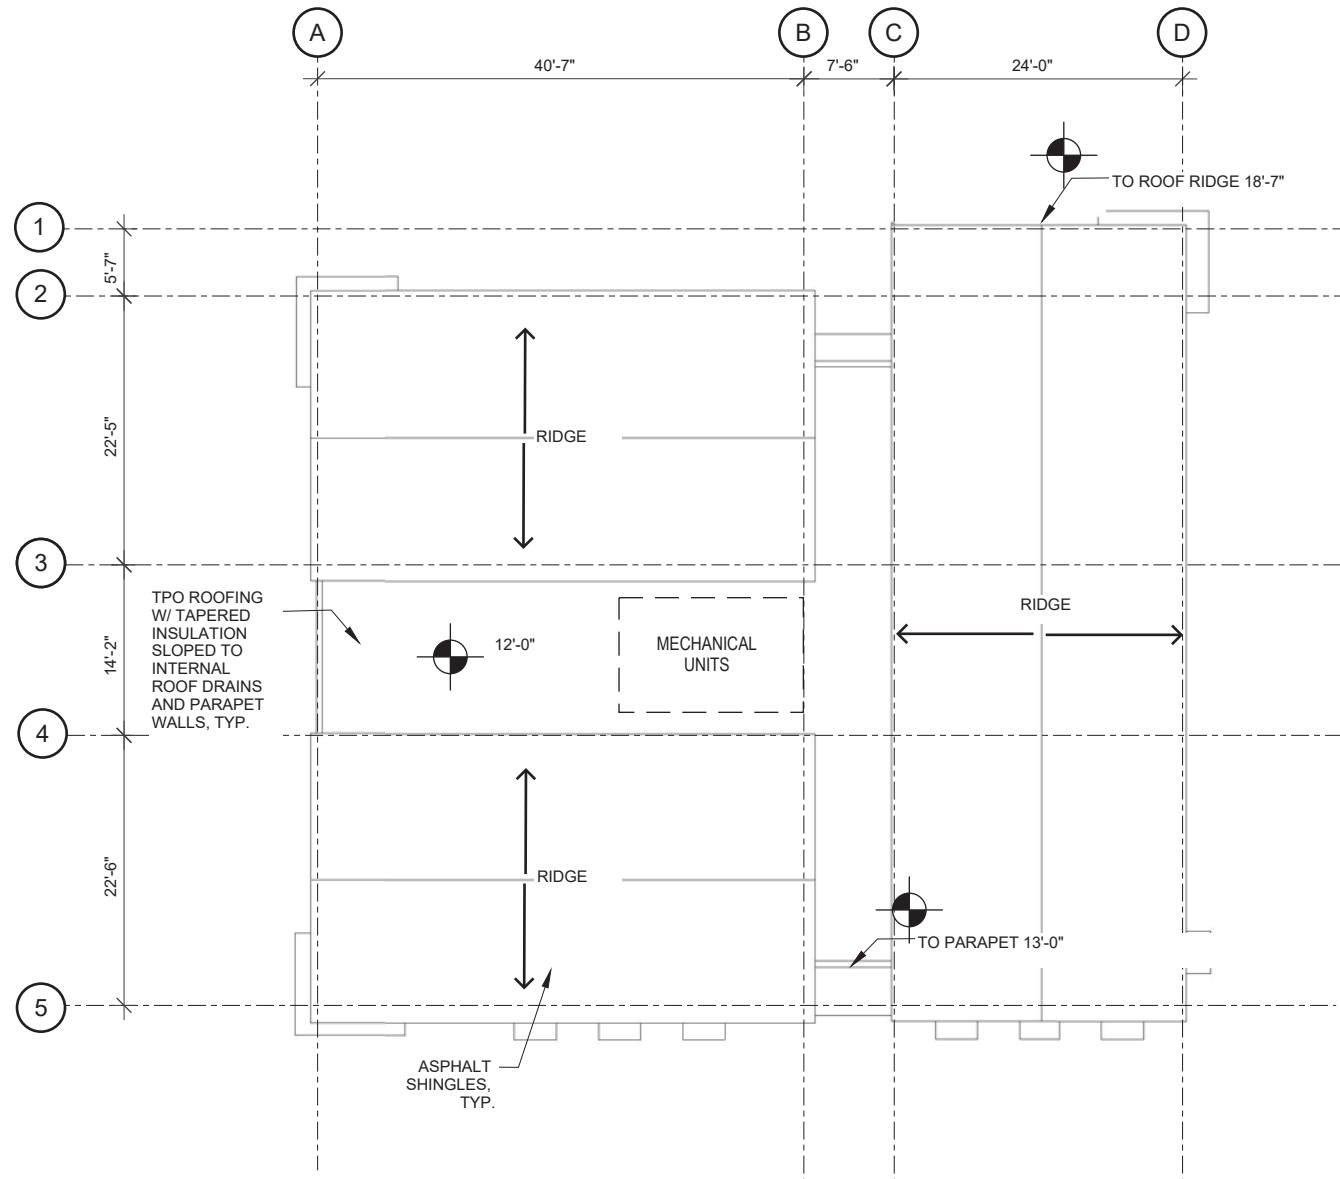 A
B
C
D
40'-7"
7'-6"
24'-0"
TO ROOF RIDGE 18'-7"
1
5'-7"
2
22'-5"
RIDGE
3
TPO ROOFING
W/ TAPERED
INSULATION
SLOPED TO
INTERNAL
ROOF DRAINS
AND PARAPET
WALLS, TYP.
14'-2"
12'-0"
MECHANICAL
UNITS
RIDGE
4
22'-6"
RIDGE
TO PARAPET 13'-0"
5
ASPHALT
SHINGLES,
TYP.